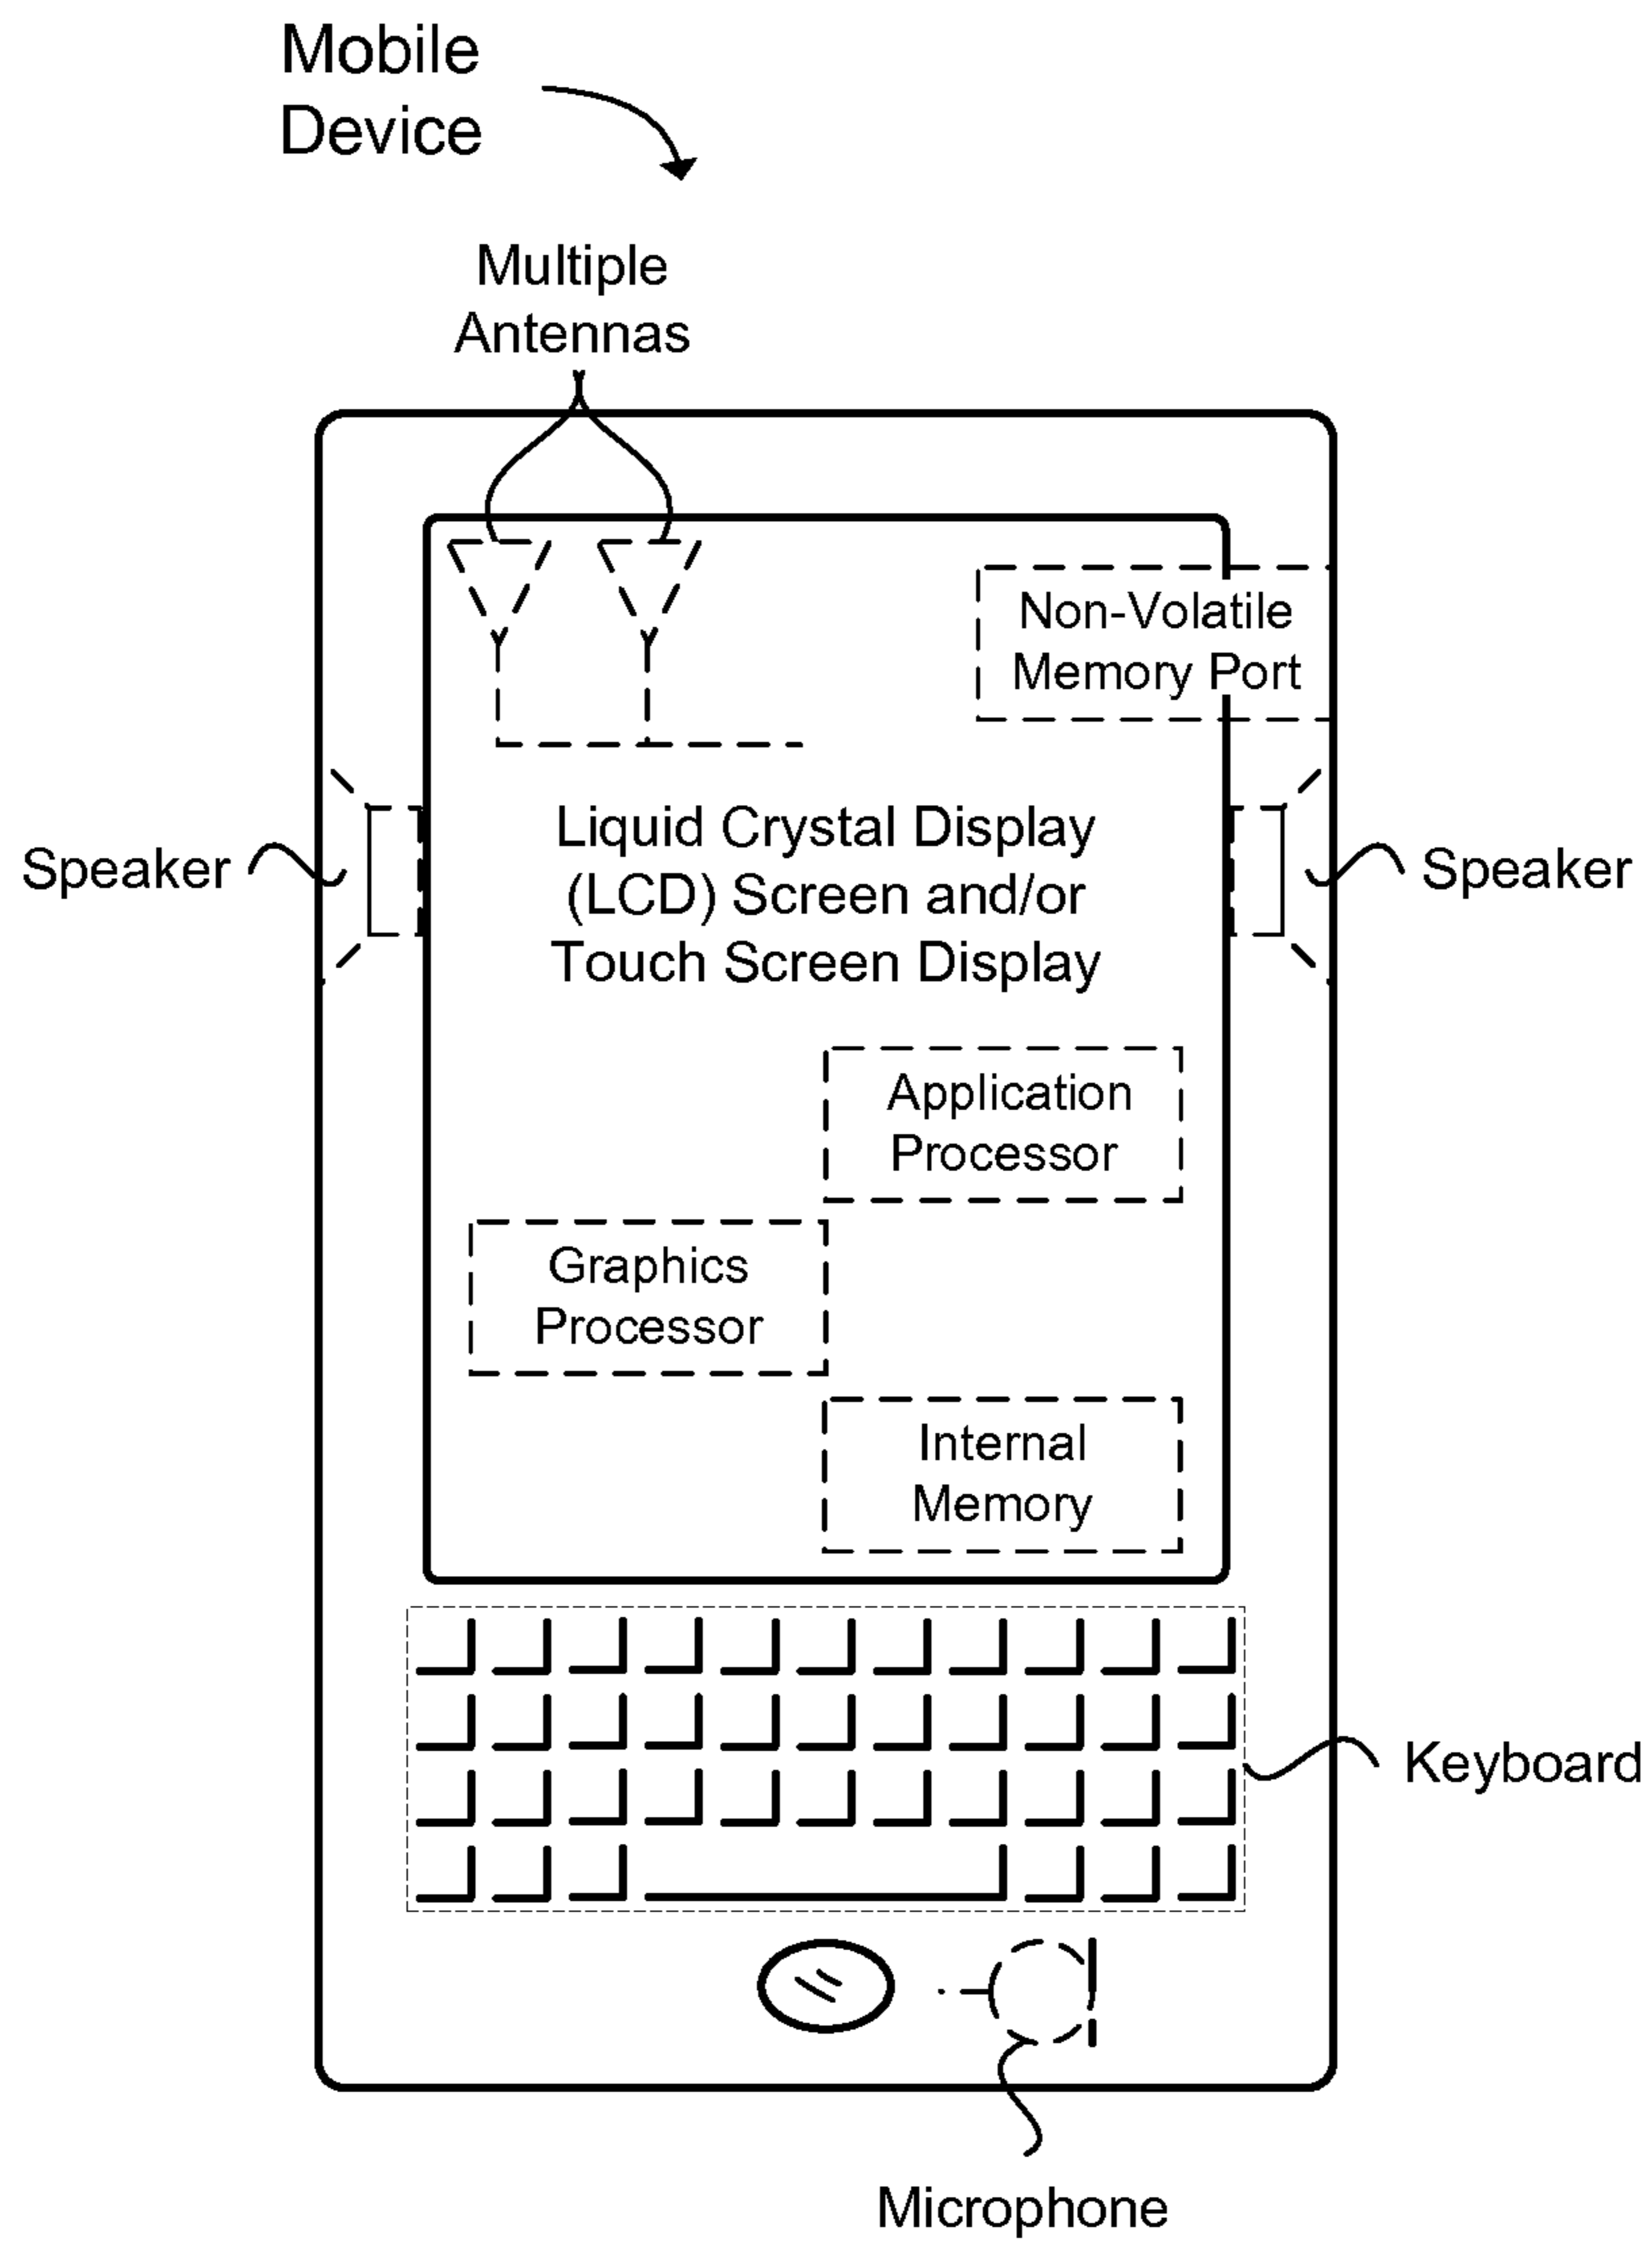 Mobile
Device
Multiple
Antennas
Non-Volatile
Memory Port
Speaker
Liquid Crystal Display
(LCD) Screen and/or
Touch Screen Display
Speaker
Application
Processor
Graphics
Processor
Internal
Memory
Keyboard
Microphone